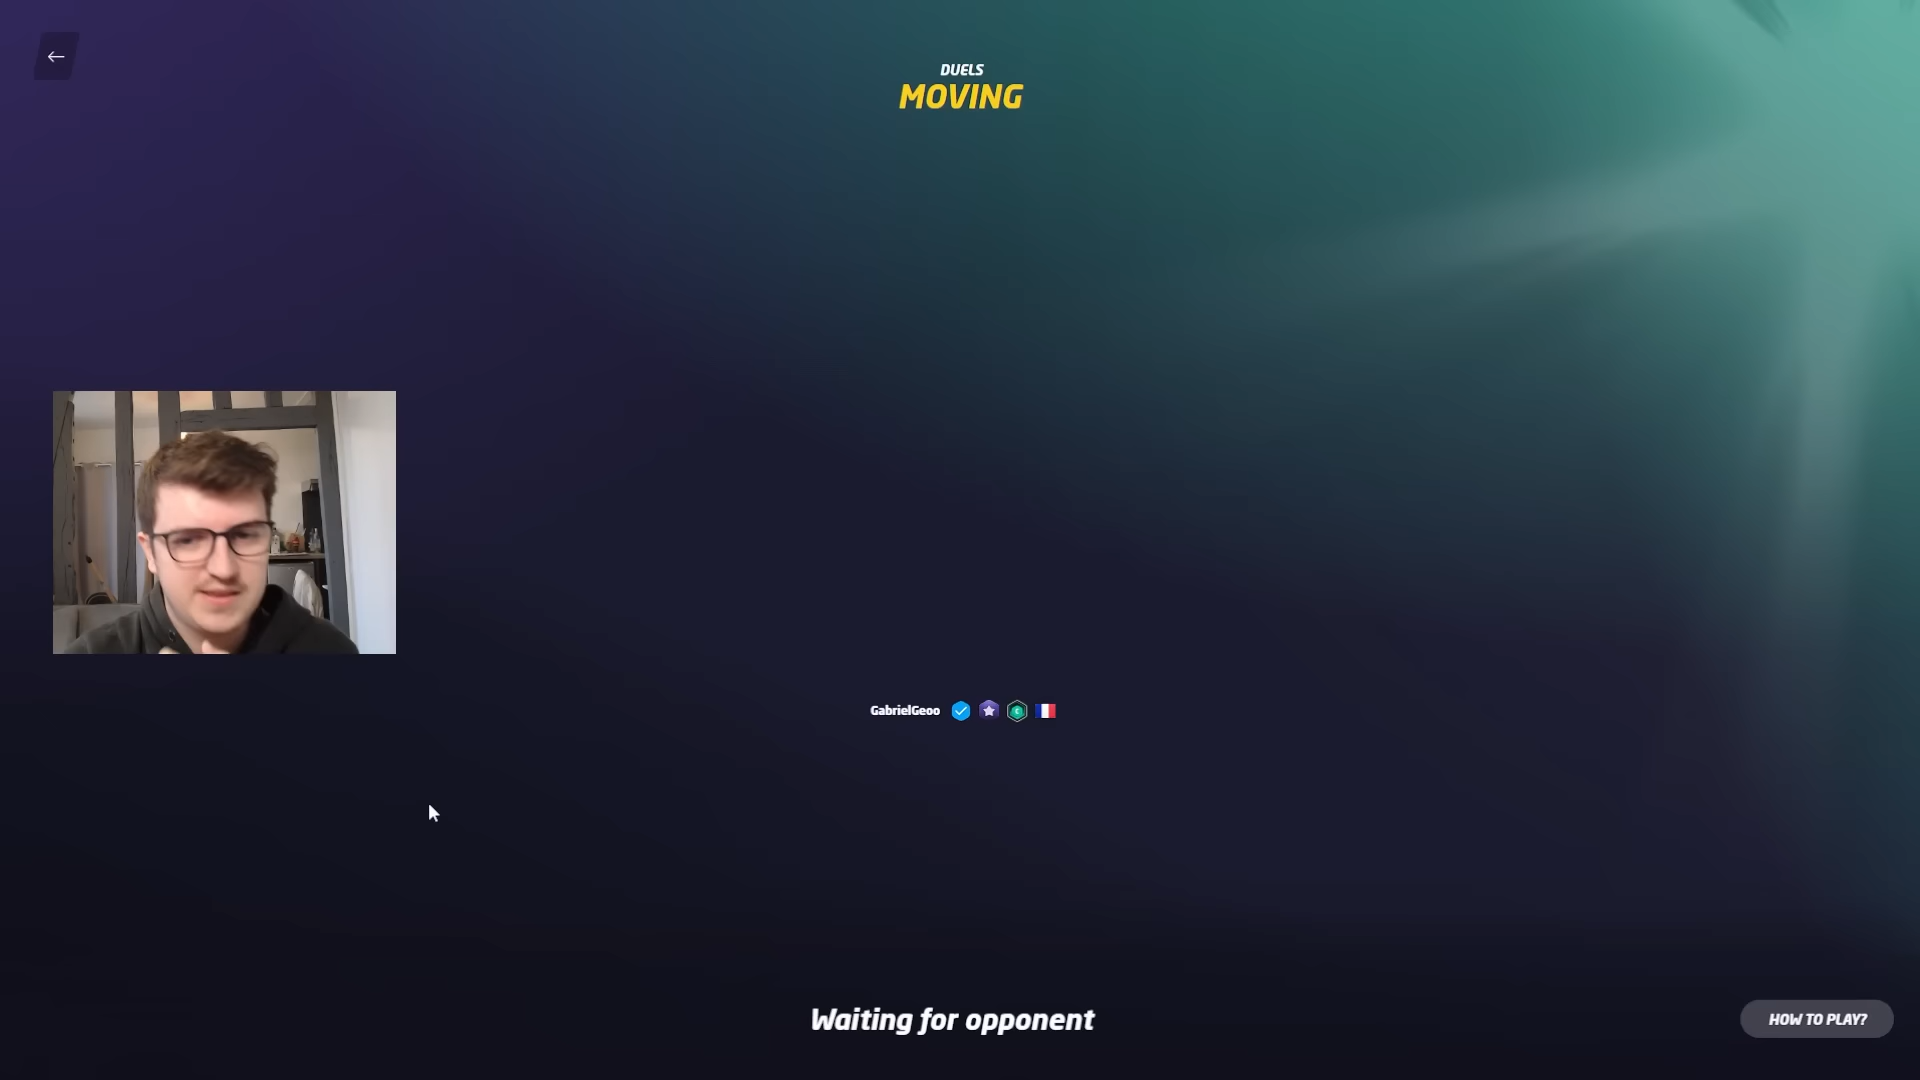 DUELS
MOVING
GabrielGeoo
Waiting for opponent
HOW TO PLAY?